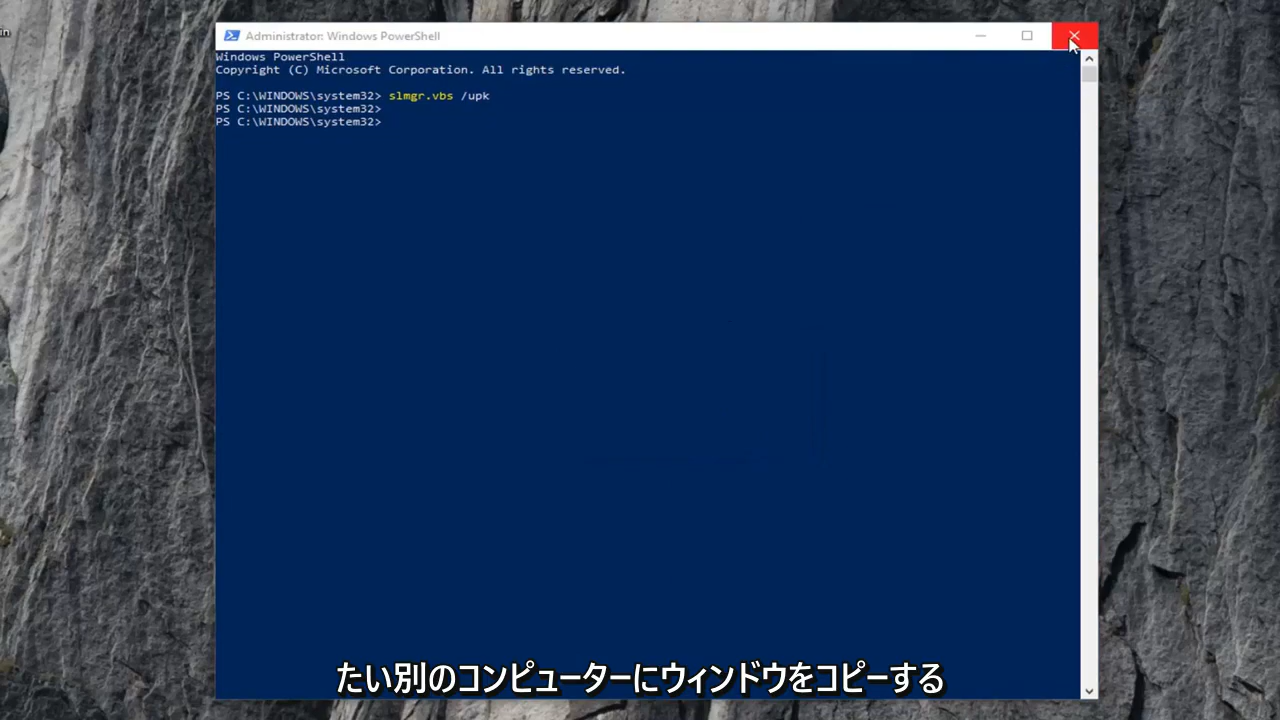 in
Administrator: Windows PowerShell
Windows PowerShell
Copyright (C) Microsoft Corporation. All rights reserved.
PS C:\WINDOWS\system32> slmgr.vbs /upk
PS C:\WINDOWS\system32>
PS C:\WINDOWS\system32>
たい別のコンピューターにウィンドウをコピーする